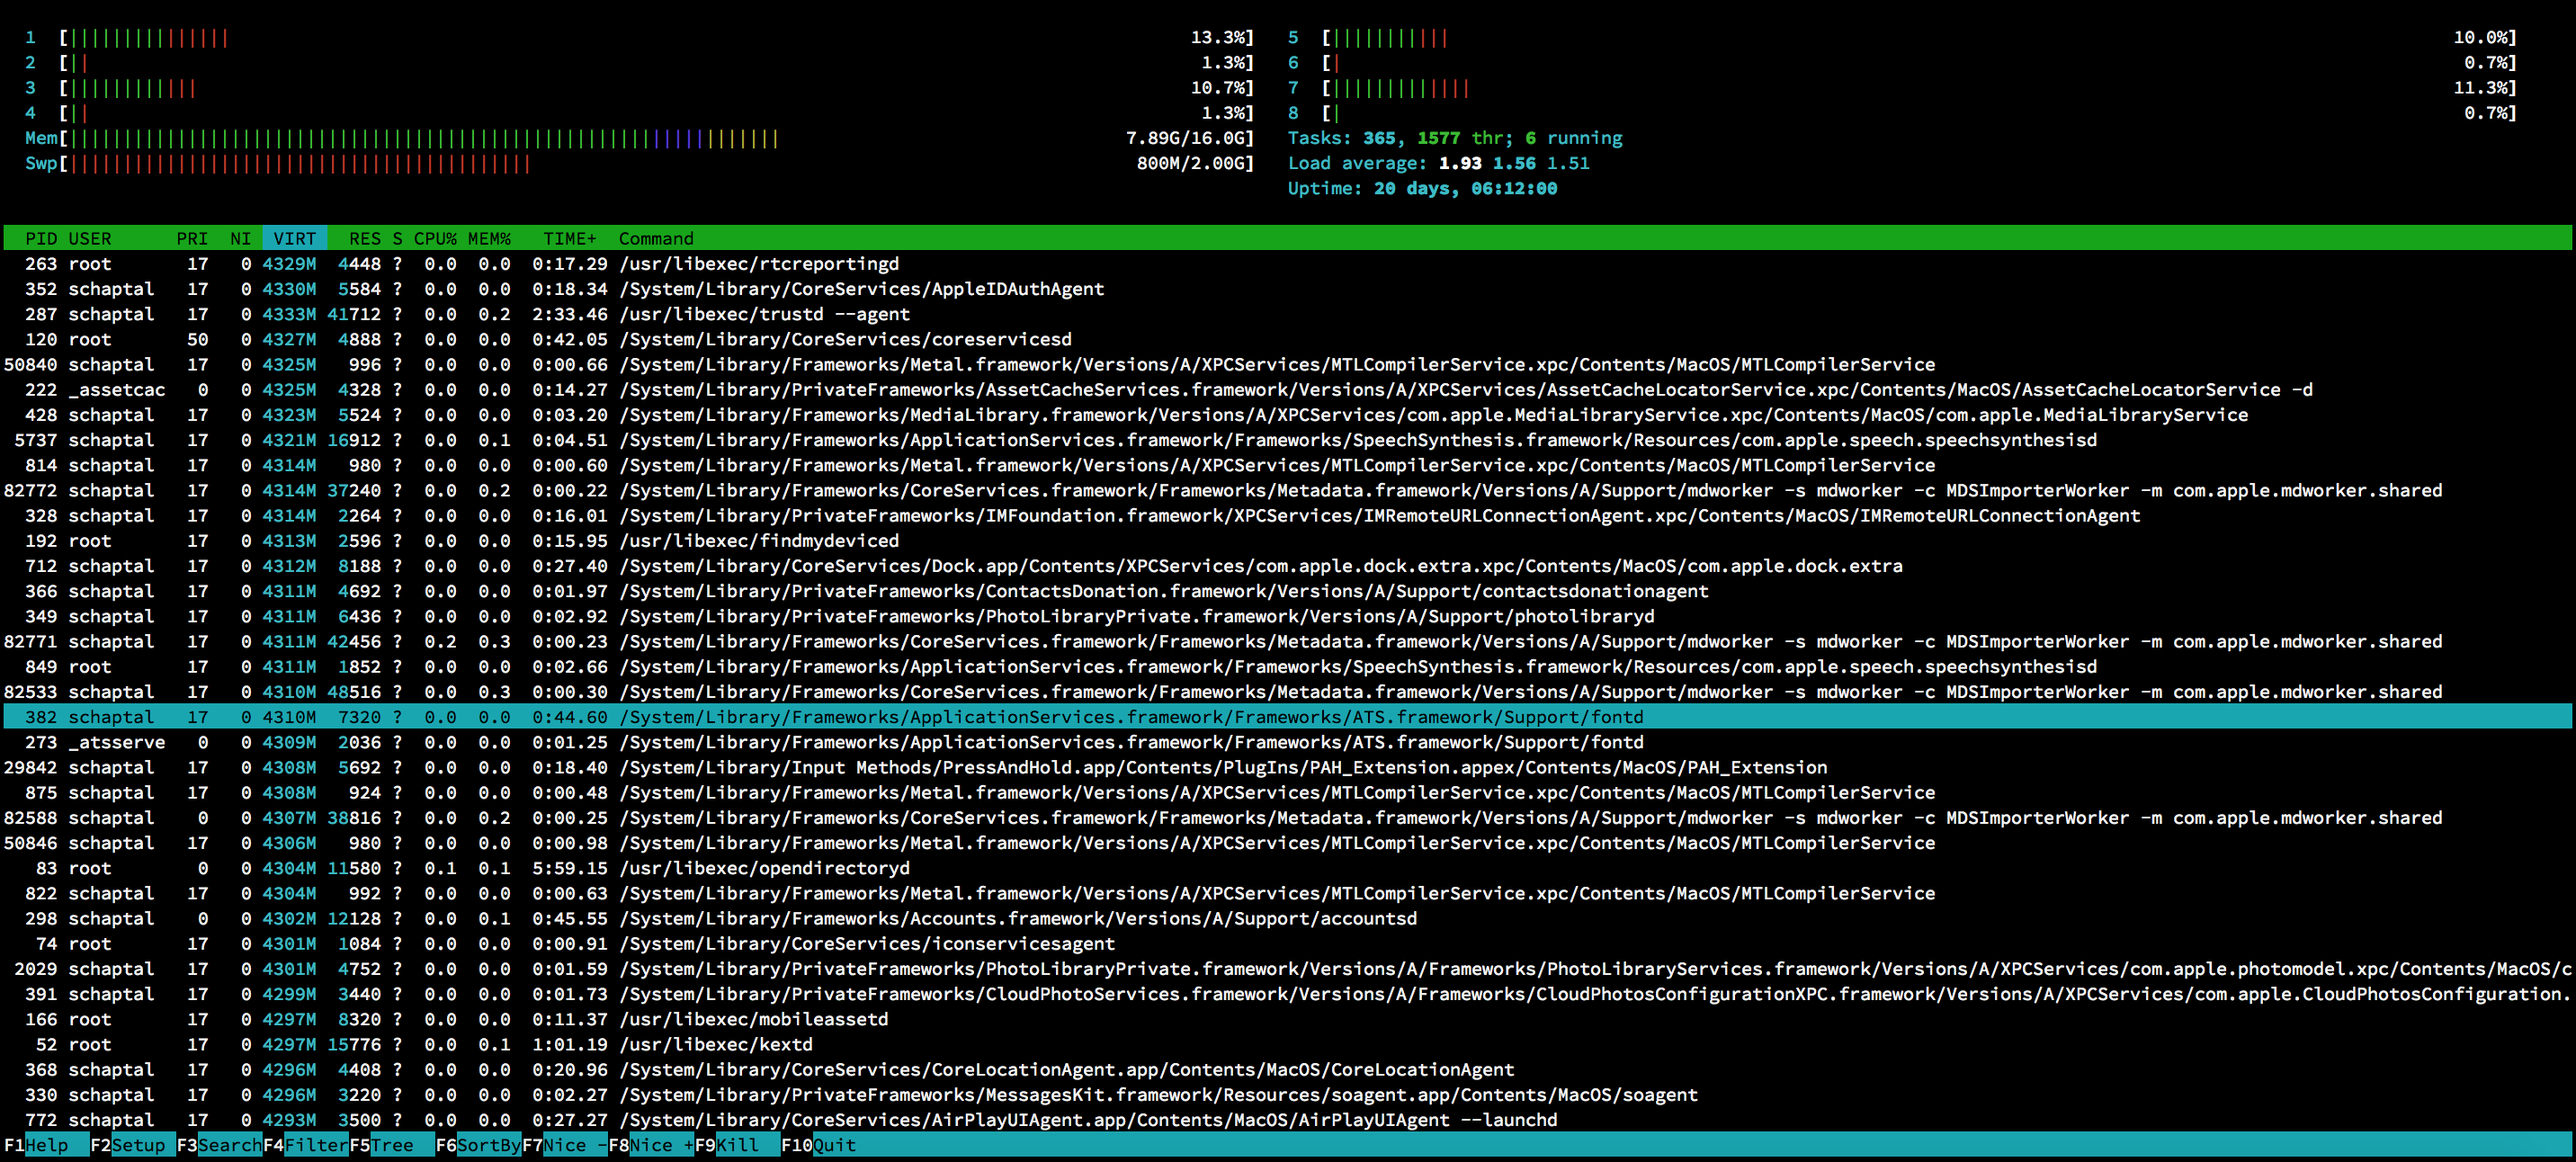 1 [||||||||||||||| 13.3%] 5 [||||||||||| 10.0%]
2 [|| 1.3%] 6 [| 0.7%]
3 [|||||||||||| 10.7%] 7 [||||||||||||| 11.3%]
4 [|| 1.3%] 8 [| 0.7%]
Mem[|||||||||||||||||||||||||||||||||||||||||||||||||||||||||||||||||| 7.89G/16.0G] Tasks: 365, 1577 thr; 6 running
Swp[||||||||||||||||||||||||||||||||||||||||||| 800M/2.00G] Load average: 1.93 1.56 1.51
Uptime: 20 days, 06:12:00
PID USER PRI NI VIRT RES S CPU% MEM% TIME+ Command
263 root 17 0 4329M 4448 ? 0.0 0.0 0:17.29 /usr/libexec/rtcreportingd
352 schaptal 17 0 4330M 5584 ? 0.0 0.0 0:18.34 /System/Library/CoreServices/AppleIDAuthAgent
287 schaptal 17 0 4333M 41712 ? 0.0 0.2 2:33.46 /usr/libexec/trustd --agent
120 root 50 0 4327M 4888 ? 0.0 0.0 0:42.05 /System/Library/CoreServices/coreservicesd
50840 schaptal 17 0 4325M 996 ? 0.0 0.0 0:00.66 /System/Library/Frameworks/Metal.framework/Versions/A/XPCServices/MTLCompilerService.xpc/Contents/MacOS/MTLCompilerService
222 _assetcac 0 0 4325M 4328 ? 0.0 0.0 0:14.27 /System/Library/PrivateFrameworks/AssetCacheServices.framework/Versions/A/XPCServices/AssetCacheLocatorService.xpc/Contents/MacOS/AssetCacheLocatorService -d
428 schaptal 17 0 4323M 5524 ? 0.0 0.0 0:03.20 /System/Library/Frameworks/MediaLibrary.framework/Versions/A/XPCServices/com.apple.MediaLibraryService.xpc/Contents/MacOS/com.apple.MediaLibraryService
5737 schaptal 17 0 4321M 16912 ? 0.0 0.1 0:04.51 /System/Library/Frameworks/ApplicationServices.framework/Frameworks/SpeechSynthesis.framework/Resources/com.apple.speech.speechsynthesisd
814 schaptal 17 0 4314M 980 ? 0.0 0.0 0:00.60 /System/Library/Frameworks/Metal.framework/Versions/A/XPCServices/MTLCompilerService.xpc/Contents/MacOS/MTLCompilerService
82772 schaptal 17 0 4314M 37240 ? 0.0 0.2 0:00.22 /System/Library/Frameworks/CoreServices.framework/Frameworks/Metadata.framework/Versions/A/Support/mdworker -s mdworker -c MDSImporterWorker -m com.apple.mdworker.shared
328 schaptal 17 0 4314M 2264 ? 0.0 0.0 0:16.01 /System/Library/PrivateFrameworks/IMFoundation.framework/XPCServices/IMRemoteURLConnectionAgent.xpc/Contents/MacOS/IMRemoteURLConnectionAgent
192 root 17 0 4313M 2596 ? 0.0 0.0 0:15.95 /usr/libexec/findmydeviced
712 schaptal 17 0 4312M 8188 ? 0.0 0.0 0:27.40 /System/Library/CoreServices/Dock.app/Contents/XPCServices/com.apple.dock.extra.xpc/Contents/MacOS/com.apple.dock.extra
366 schaptal 17 0 4311M 4692 ? 0.0 0.0 0:01.97 /System/Library/PrivateFrameworks/ContactsDonation.framework/Versions/A/Support/contactsdonationagent
349 schaptal 17 0 4311M 6436 ? 0.0 0.0 0:02.92 /System/Library/PrivateFrameworks/PhotoLibraryPrivate.framework/Versions/A/Support/photolibraryd
82771 schaptal 17 0 4311M 42456 ? 0.2 0.3 0:00.23 /System/Library/Frameworks/CoreServices.framework/Frameworks/Metadata.framework/Versions/A/Support/mdworker -s mdworker -c MDSImporterWorker -m com.apple.mdworker.shared
849 root 17 0 4311M 1852 ? 0.0 0.0 0:02.66 /System/Library/Frameworks/ApplicationServices.framework/Frameworks/SpeechSynthesis.framework/Resources/com.apple.speech.speechsynthesisd
82533 schaptal 17 0 4310M 48516 ? 0.0 0.3 0:00.30 /System/Library/Frameworks/CoreServices.framework/Frameworks/Metadata.framework/Versions/A/Support/mdworker -s mdworker -c MDSImporterWorker -m com.apple.mdworker.shared
382 schaptal 17 0 4310M 7320 ? 0.0 0.0 0:44.60 /System/Library/Frameworks/ApplicationServices.framework/Frameworks/ATS.framework/Support/fontd
273 _atsserve 0 0 4309M 2036 ? 0.0 0.0 0:01.25 /System/Library/Frameworks/ApplicationServices.framework/Frameworks/ATS.framework/Support/fontd
29842 schaptal 17 0 4308M 5692 ? 0.0 0.0 0:18.40 /System/Library/Input Methods/PressAndHold.app/Contents/PlugIns/PAH_Extension.appex/Contents/MacOS/PAH_Extension
875 schaptal 17 0 4308M 924 ? 0.0 0.0 0:00.48 /System/Library/Frameworks/Metal.framework/Versions/A/XPCServices/MTLCompilerService.xpc/Contents/MacOS/MTLCompilerService
82588 schaptal 0 0 4307M 38816 ? 0.0 0.2 0:00.25 /System/Library/Frameworks/CoreServices.framework/Frameworks/Metadata.framework/Versions/A/Support/mdworker -s mdworker -c MDSImporterWorker -m com.apple.mdworker.shared
50846 schaptal 17 0 4306M 980 ? 0.0 0.0 0:00.98 /System/Library/Frameworks/Metal.framework/Versions/A/XPCServices/MTLCompilerService.xpc/Contents/MacOS/MTLCompilerService
83 root 0 0 4304M 11580 ? 0.1 0.1 5:59.15 /usr/libexec/opendirectoryd
822 schaptal 17 0 4304M 992 ? 0.0 0.0 0:00.63 /System/Library/Frameworks/Metal.framework/Versions/A/XPCServices/MTLCompilerService.xpc/Contents/MacOS/MTLCompilerService
298 schaptal 0 0 4302M 12128 ? 0.0 0.1 0:45.55 /System/Library/Frameworks/Accounts.framework/Versions/A/Support/accountsd
74 root 17 0 4301M 1084 ? 0.0 0.0 0:00.91 /System/Library/CoreServices/iconservicesagent
2029 schaptal 17 0 4301M 4752 ? 0.0 0.0 0:01.59 /System/Library/PrivateFrameworks/PhotoLibraryPrivate.framework/Versions/A/Frameworks/PhotoLibraryServices.framework/Versions/A/XPCServices/com.apple.photomodel.xpc/Contents/MacOS/c
391 schaptal 17 0 4299M 3440 ? 0.0 0.0 0:01.73 /System/Library/PrivateFrameworks/CloudPhotoServices.framework/Versions/A/Frameworks/CloudPhotosConfigurationXPC.framework/Versions/A/XPCServices/com.apple.CloudPhotosConfiguration.
166 root 17 0 4297M 8320 ? 0.0 0.0 0:11.37 /usr/libexec/mobileassetd
52 root 17 0 4297M 15776 ? 0.0 0.1 1:01.19 /usr/libexec/kextd
368 schaptal 17 0 4296M 4408 ? 0.0 0.0 0:20.96 /System/Library/CoreServices/CoreLocationAgent.app/Contents/MacOS/CoreLocationAgent
330 schaptal 17 0 4296M 3220 ? 0.0 0.0 0:02.27 /System/Library/PrivateFrameworks/MessagesKit.framework/Resources/soagent.app/Contents/MacOS/soagent
772 schaptal 17 0 4293M 3500 ? 0.0 0.0 0:27.27 /System/Library/CoreServices/AirPlayUIAgent.app/Contents/MacOS/AirPlayUIAgent --launchd
F1Help F2Setup F3SearchF4FilterF5Tree F6SortByF7Nice -F8Nice +F9Kill F10Quit